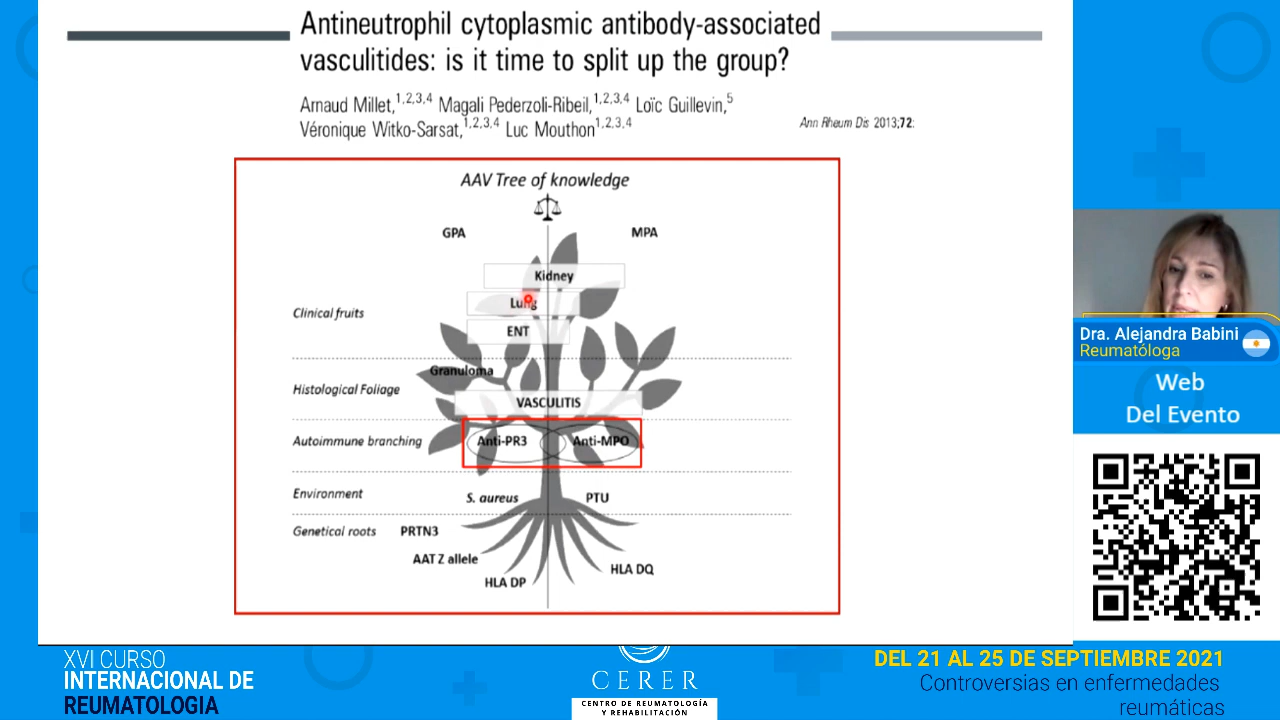 Antineutrophil cytoplasmic antibody-associated
vasculitides: is it time to split up the group?
Arnaud Millet,1,2,3,4 Magali Pederzoli-Ribeil,1,2,3,4 Loïc Guillevin,5
Véronique Witko-Sarsat,1,2,3,4 Luc Mouthon1,2,3,4
Ann Rheum Dis 2013;72:
AAV Tree of knowledge
GPA
MPA
Kidney
Lung
Clinical fruits
ENT
Granuloma
Histological Foliage
VASCULITIS
Autoimmune branching
Anti-PR3
Anti-MPO
Environment
S. aureus
PTU
Genetical roots
PRTN3
AAT Z allele
HLA DP
HLA DQ
Dra. Alejandra Babini
Reumatóloga
Web
Del Evento
XVI CURSO
INTERNACIONAL DE
REUMATOLOGIA
CERER
CENTRO DE REUMATOLOGÍA
Y REHABILITACIÓN
DEL 21 AL 25 DE SEPTIEMBRE 2021
Controversias en enfermedades
reumáticas